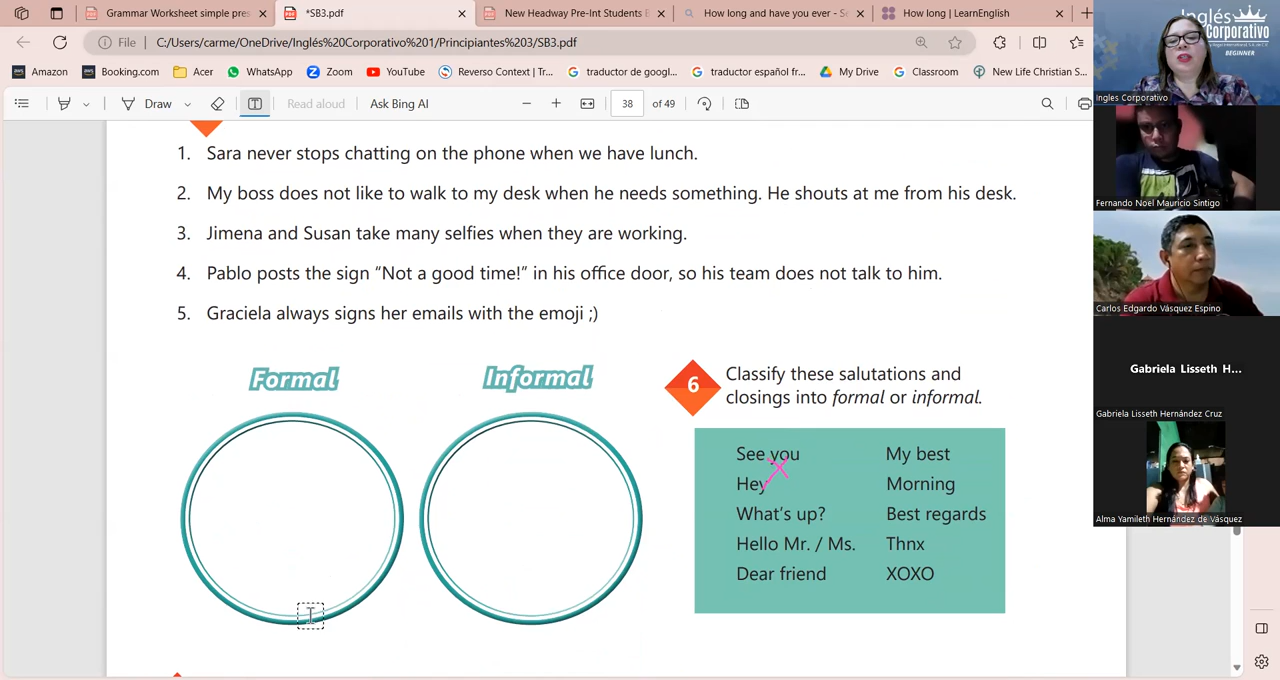 Grammar Worksheet simple pres
*SB3.pdf
New Headway Pre-Int Students B
How long and have you ever - Se
How long | LearnEnglish
File
C:/Users/carme/OneDrive/Inglés%20Corporativo%201/Principiantes%203/SB3.pdf
Amazon
Booking.com
Acer
WhatsApp
Zoom
YouTube
Reverso Context | Tr...
traductor de googl...
traductor español fr...
My Drive
Classroom
New Life Christian S...
Draw
Read aloud
Ask Bing AI
38 of 49
1. Sara never stops chatting on the phone when we have lunch.
2. My boss does not like to walk to my desk when he needs something. He shouts at me from his desk.
3. Jimena and Susan take many selfies when they are working.
4. Pablo posts the sign “Not a good time!” in his office door, so his team does not talk to him.
5. Graciela always signs her emails with the emoji ;)
Formal
Informal
6
Classify these salutations and
closings into formal or informal.
See you
Hey
What’s up?
Hello Mr. / Ms.
Dear friend
My best
Morning
Best regards
Thnx
XOXO
Inglés
Corporativo
BEGINNER
Ingles Corporativo
Fernando Noel Mauricio Sintigo
Carlos Edgardo Vásquez Espino
Gabriela Lisseth H...
Gabriela Lisseth Hernández Cruz
Alma Yamileth Hernández de Vásquez